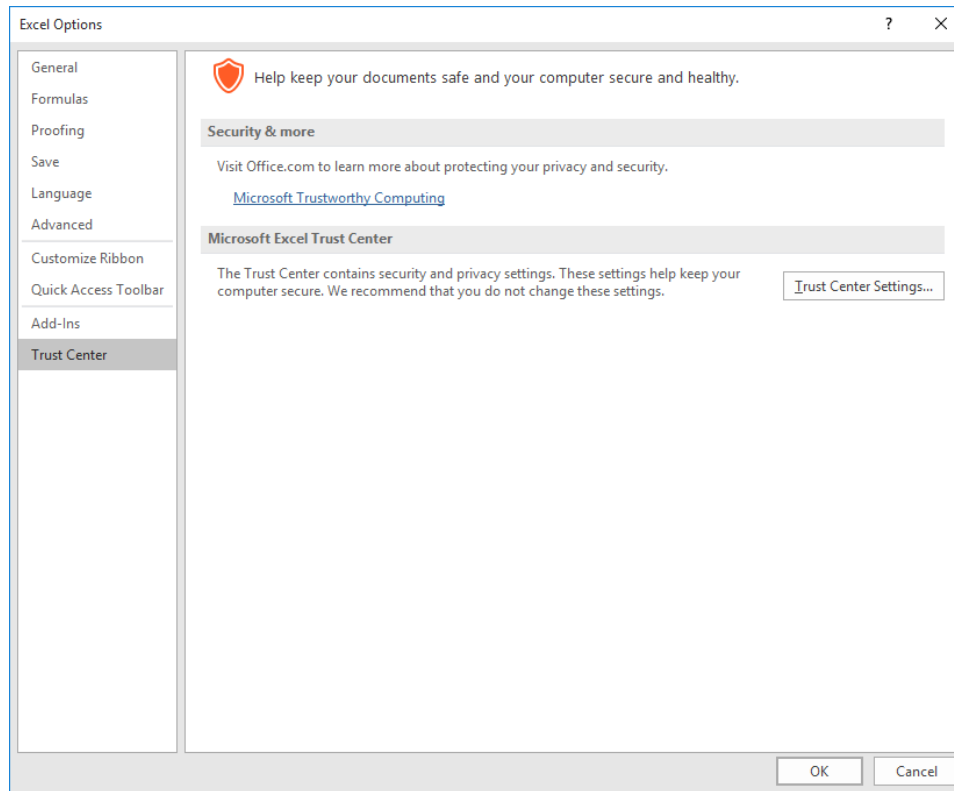 Excel Options
?
General
Formulas
Proofing
Save
Language
Advanced
Customize Ribbon
Quick Access Toolbar
Add-Ins
Trust Center
Help keep your documents safe and your computer secure and healthy.
Security & more
Visit Office.com to learn more about protecting your privacy and security.
Microsoft Trustworthy Computing
Microsoft Excel Trust Center
The Trust Center contains security and privacy settings. These settings help keep your
computer secure. We recommend that you do not change these settings.
Trust Center Settings...
OK
Cancel